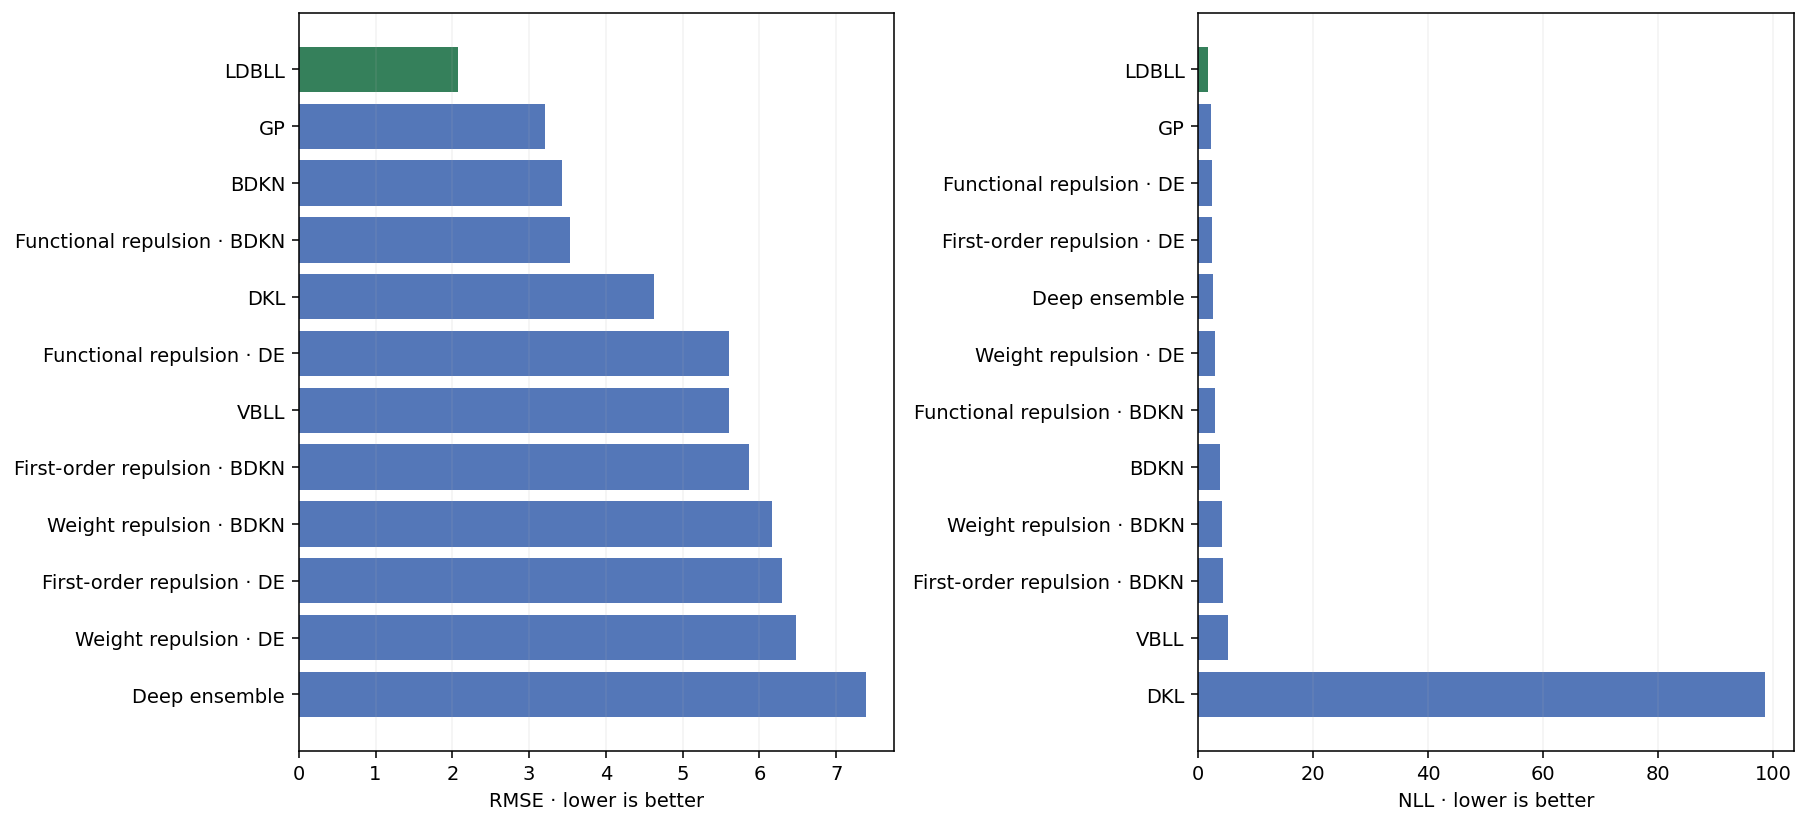 LDBLL
GP
BDKN
Functional repulsion · BDKN
DKL
Functional repulsion · DE
VBLL
First-order repulsion · BDKN
Weight repulsion · BDKN
First-order repulsion · DE
Weight repulsion · DE
Deep ensemble
0 1 2 3 4 5 6 7
RMSE · lower is better
LDBLL
GP
Functional repulsion · DE
First-order repulsion · DE
Deep ensemble
Weight repulsion · DE
Functional repulsion · BDKN
BDKN
Weight repulsion · BDKN
First-order repulsion · BDKN
VBLL
DKL
0 20 40 60 80 100
NLL · lower is better